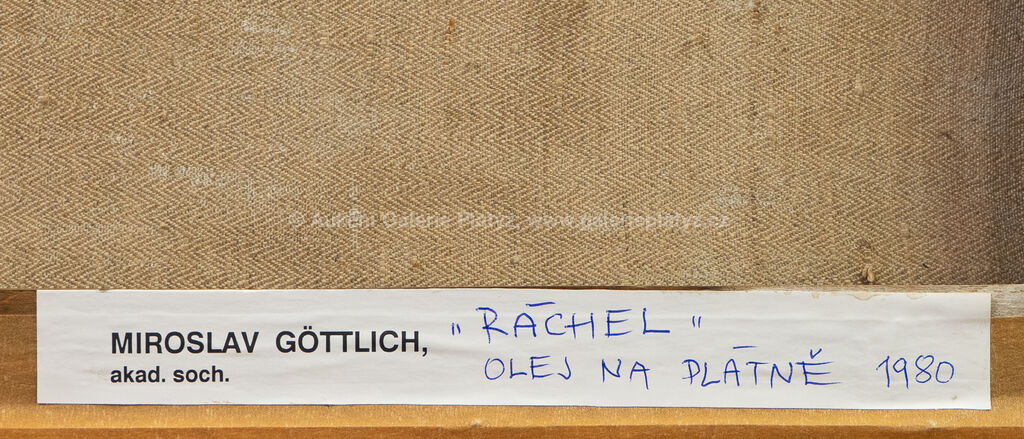 © Aukční Galerie Platýz, www.galerieplatyz.cz
MIROSLAV GÖTTLICH, „RÁCHEL"
akad. soch. OLEJ NA PLÁTNĚ 1980